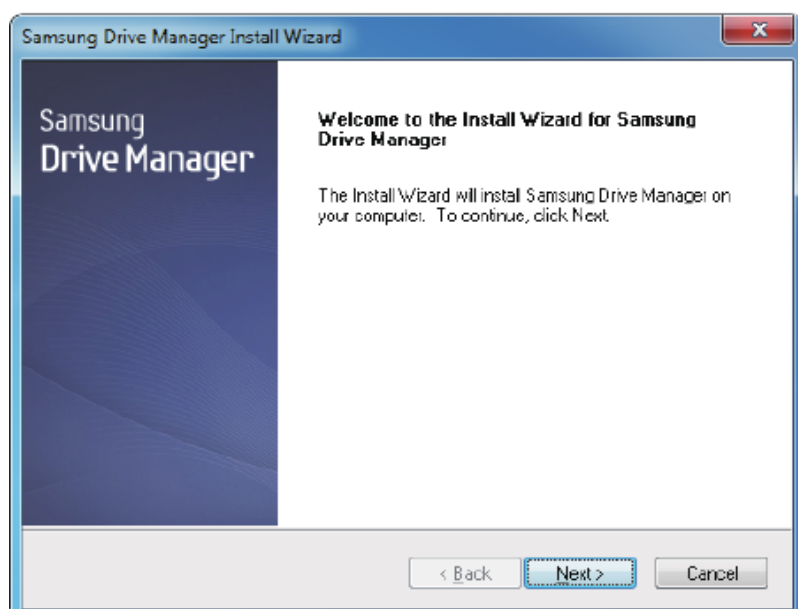 Samsung Drive Manager Install Wizard
Samsung
Drive Manager
Welcome to the Install Wizard for Samsung
Drive Manager
The Install Wizard will install Samsung Drive Manager on
your computer. To continue, click Next.
< Back
Next >
Cancel